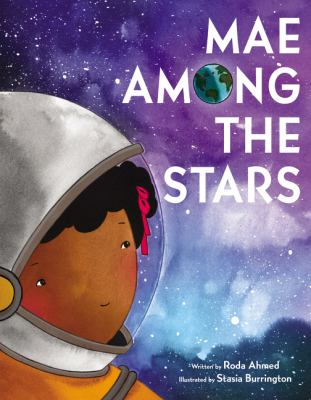 MAE
AMONG
THE
STARS
Written by Roda Ahmed
Illustrated by Stasia Burrington